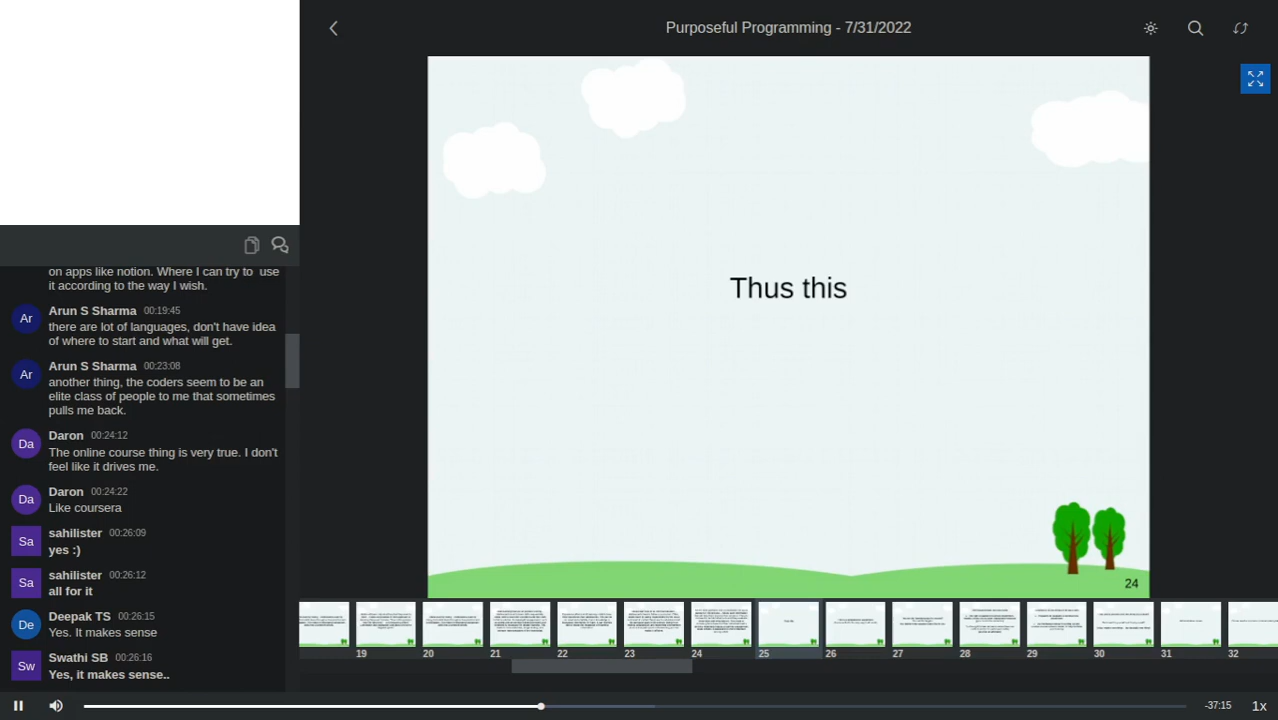 Purposeful Programming - 7/31/2022
on apps like notion. Where I can try to use
it according to the way I wish.
Ar
Arun S Sharma 00:19:45
there are lot of languages, don't have idea
of where to start and what will get.
Ar
Arun S Sharma 00:23:08
another thing, the coders seem to be an
elite class of people to me that sometimes
pulls me back.
Da
Daron 00:24:12
The online course thing is very true. I don't
feel like it drives me.
Da
Daron 00:24:22
Like coursera
Sa
sahilister 00:26:09
yes :)
Sa
sahilister 00:26:12
all for it
De
Deepak TS 00:26:15
Yes. It makes sense
Sw
Swathi SB 00:26:16
Yes, it makes sense..
Thus this
24
19 20 21 22 23 24 25 26 27 28 29 30 31 32
-37:15 1x